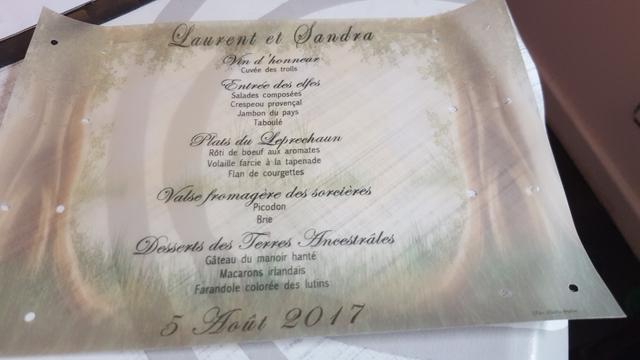 Laurent et Sandra
Vin d'honneur
Cuvée des trolls
Entrée des elfes
Salades composées
Crespeou provençal
Jambon du pays
Taboulé
Plats du Leprechaun
Rôti de boeuf aux aromates
Volaille farcie à la tapenade
Flan de courgettes
Valse fromagère des sorcières
Picodon
Brie
Desserts des Terres Ancestrâles
Gâteau du manoir hanté
Macarons irlandais
Farandole colorée des lutins
5 Août 2017